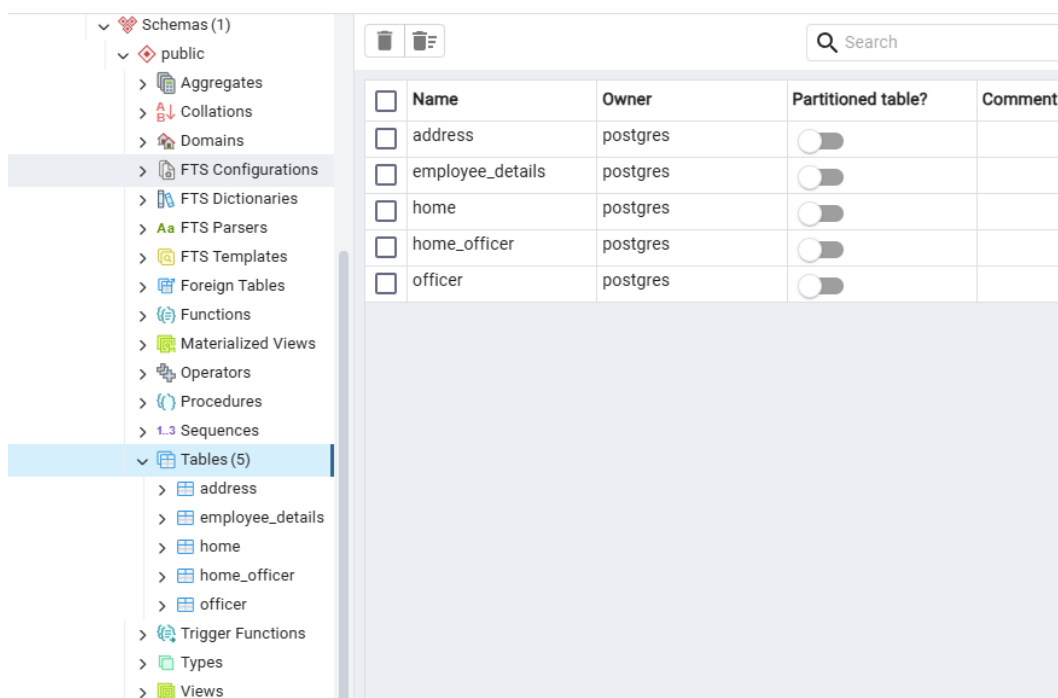 Schemas (1)
public
Aggregates
Collations
Domains
FTS Configurations
FTS Dictionaries
Aa FTS Parsers
FTS Templates
Foreign Tables
Functions
Materialized Views
Operators
Procedures
1..3 Sequences
Tables (5)
address
employee_details
home
home_officer
officer
Trigger Functions
Types
Views
Search
Name Owner Partitioned table? Comment
address postgres
employee_details postgres
home postgres
home_officer postgres
officer postgres